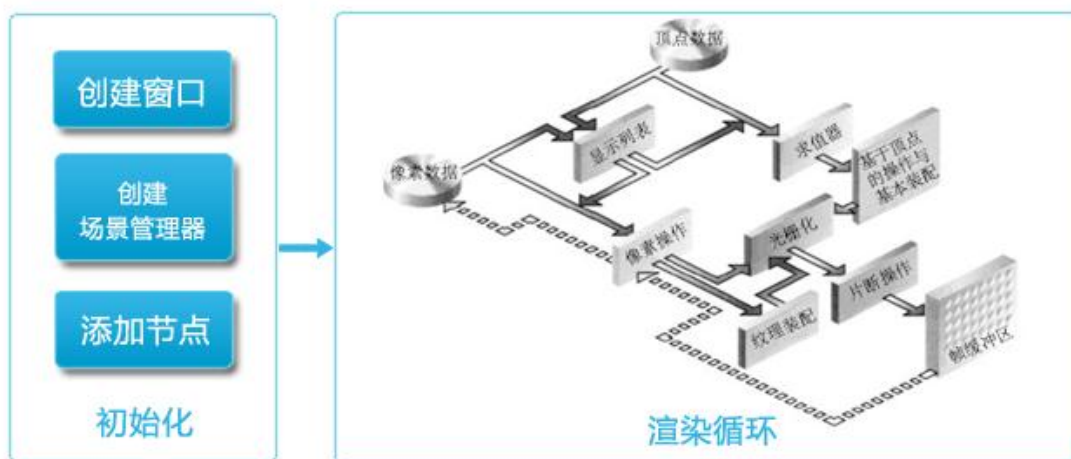 创建窗口
创建
场景管理器
添加节点
初始化
顶点数据
显示列表
求值器
像素数据
基于顶点
的操作与
基本装配
像素操作
光栅化
片断操作
纹理装配
帧缓冲区
渲染循环